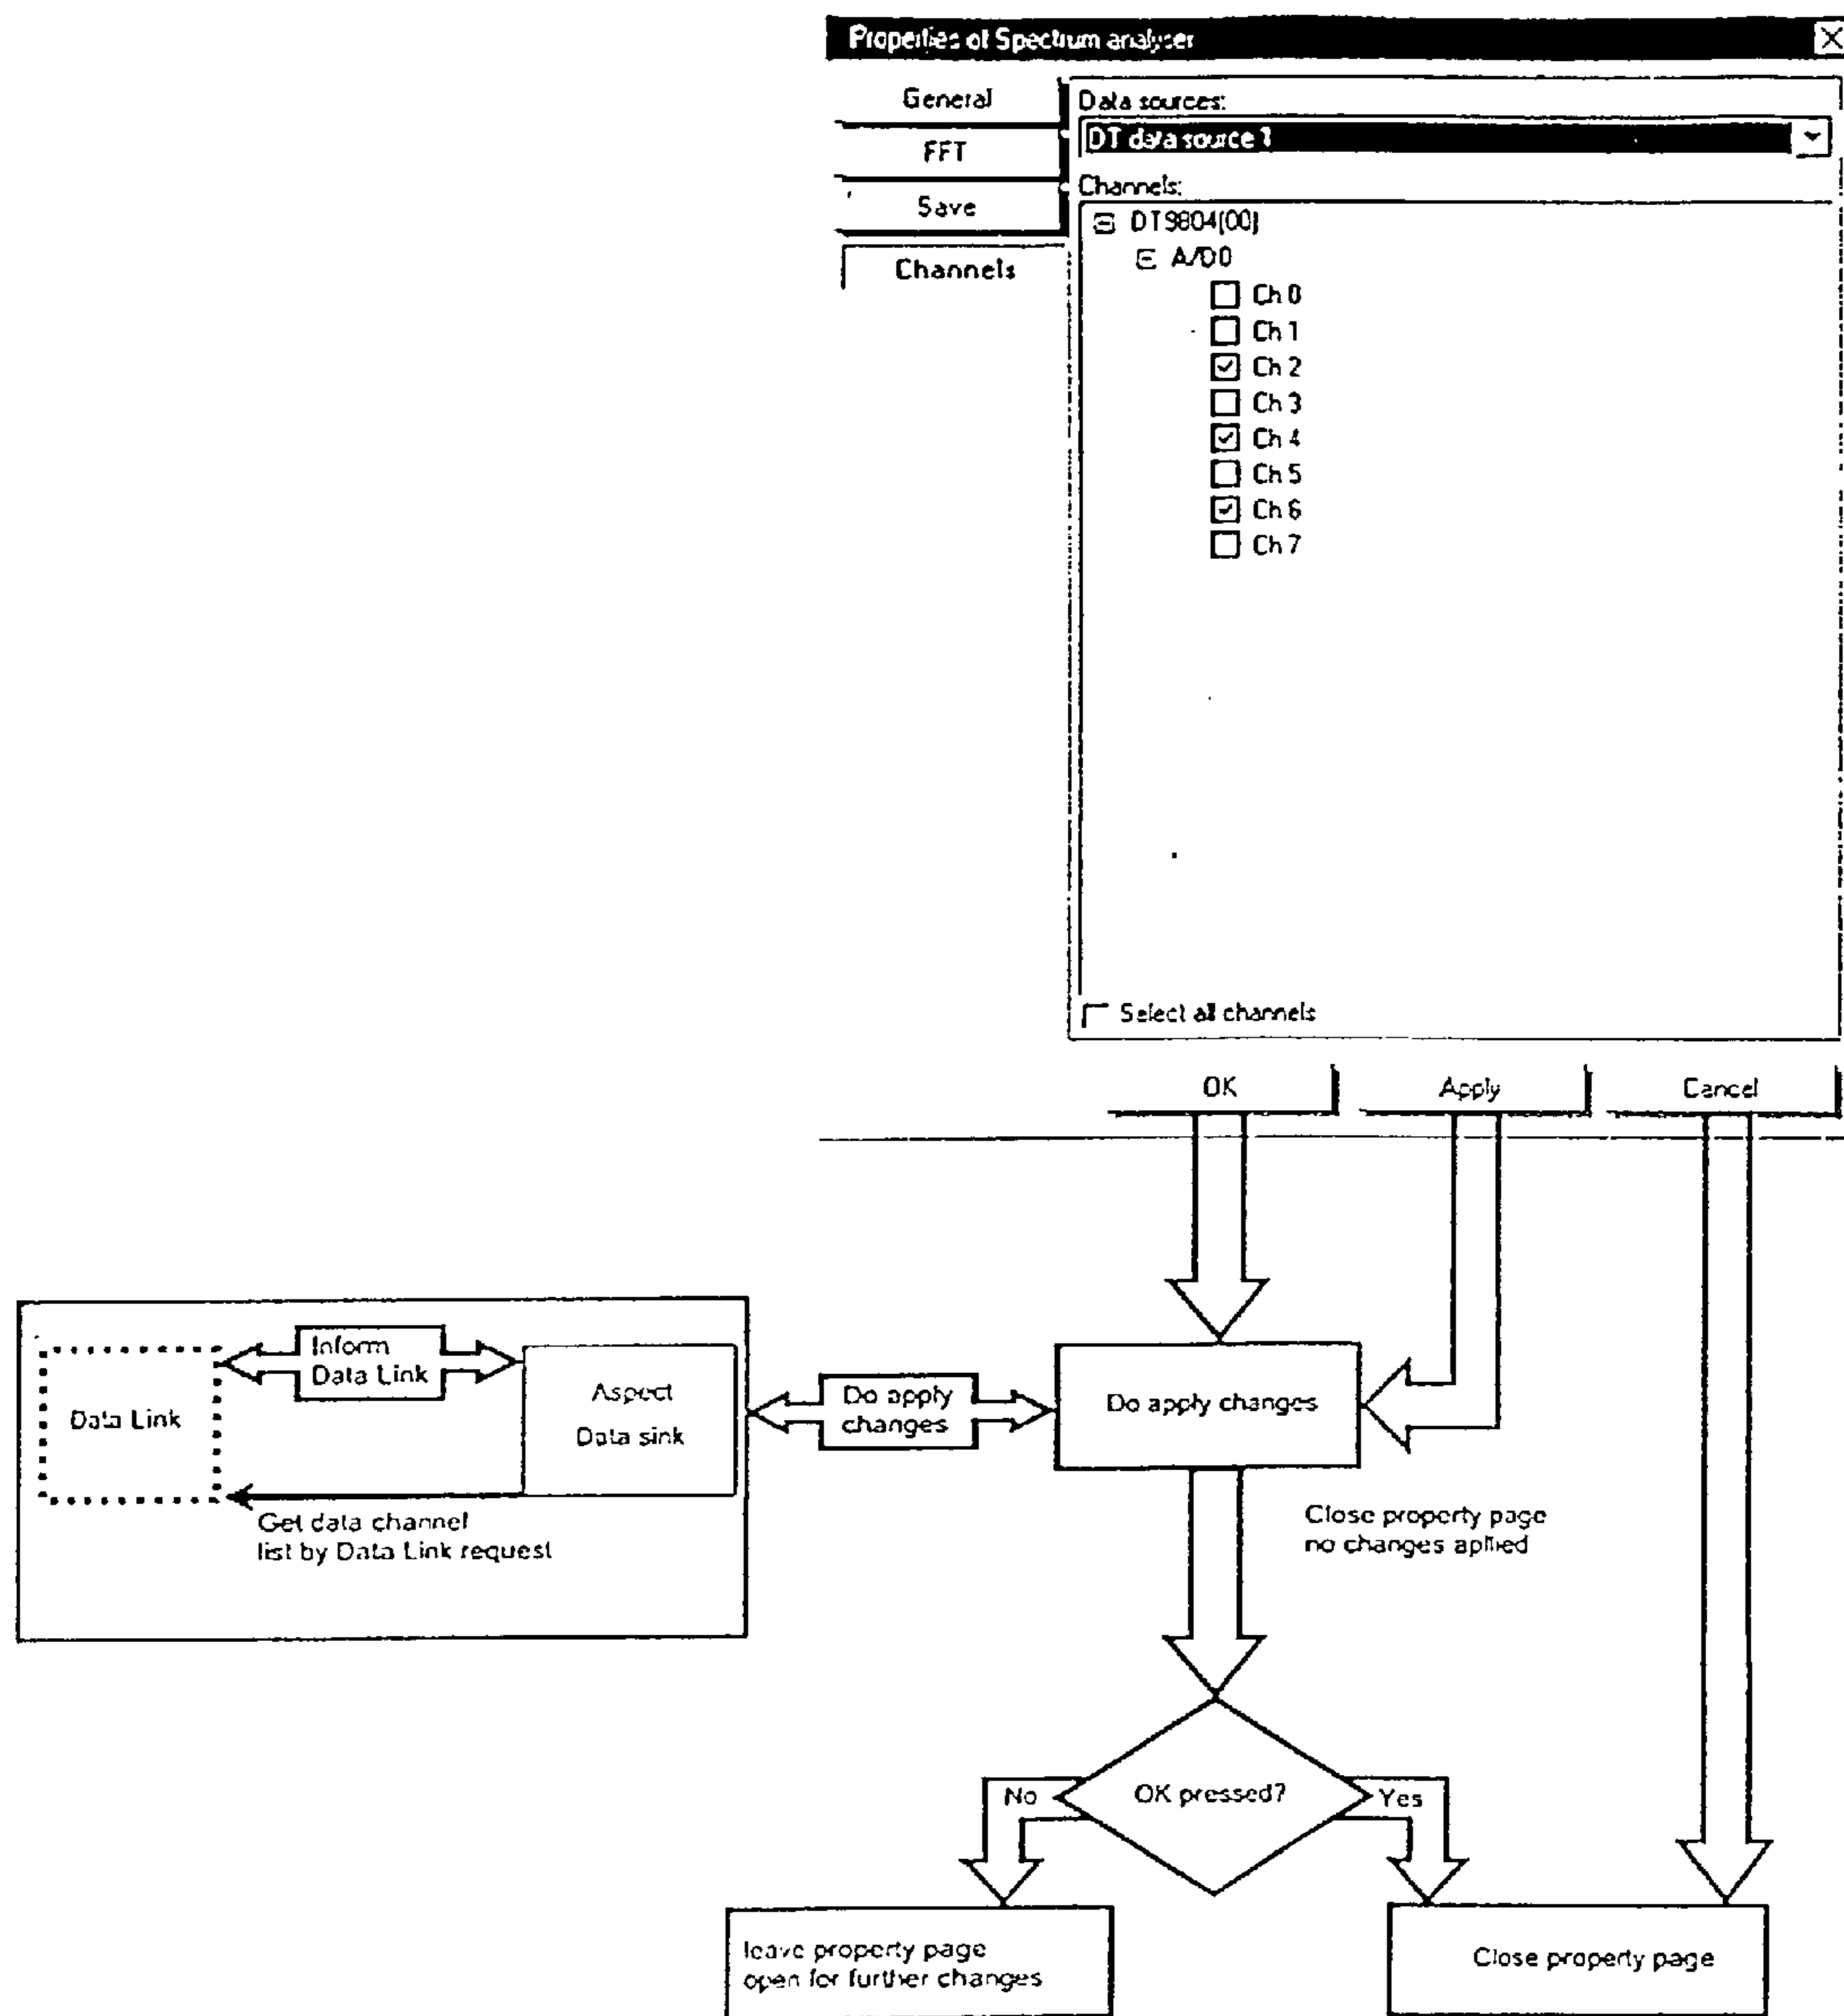 Properties of Spectrum analyser
General
FFT
Save
Channels
Data sources:
DT data source 1
Channels:
DT9804(00)
A/D0
Ch 0
Ch 1
Ch 2
Ch 3
Ch 4
Ch 5
Ch 6
Ch 7
Select all channels
OK
Apply
Cancel
Inform
Data Link
Data Link
Aspect
Data sink
Get data channel
list by Data Link request
Do apply
changes
Do apply changes
Close property page
no changes aplied
OK pressed?
No
Yes
leave property page
open for further changes
Close property page